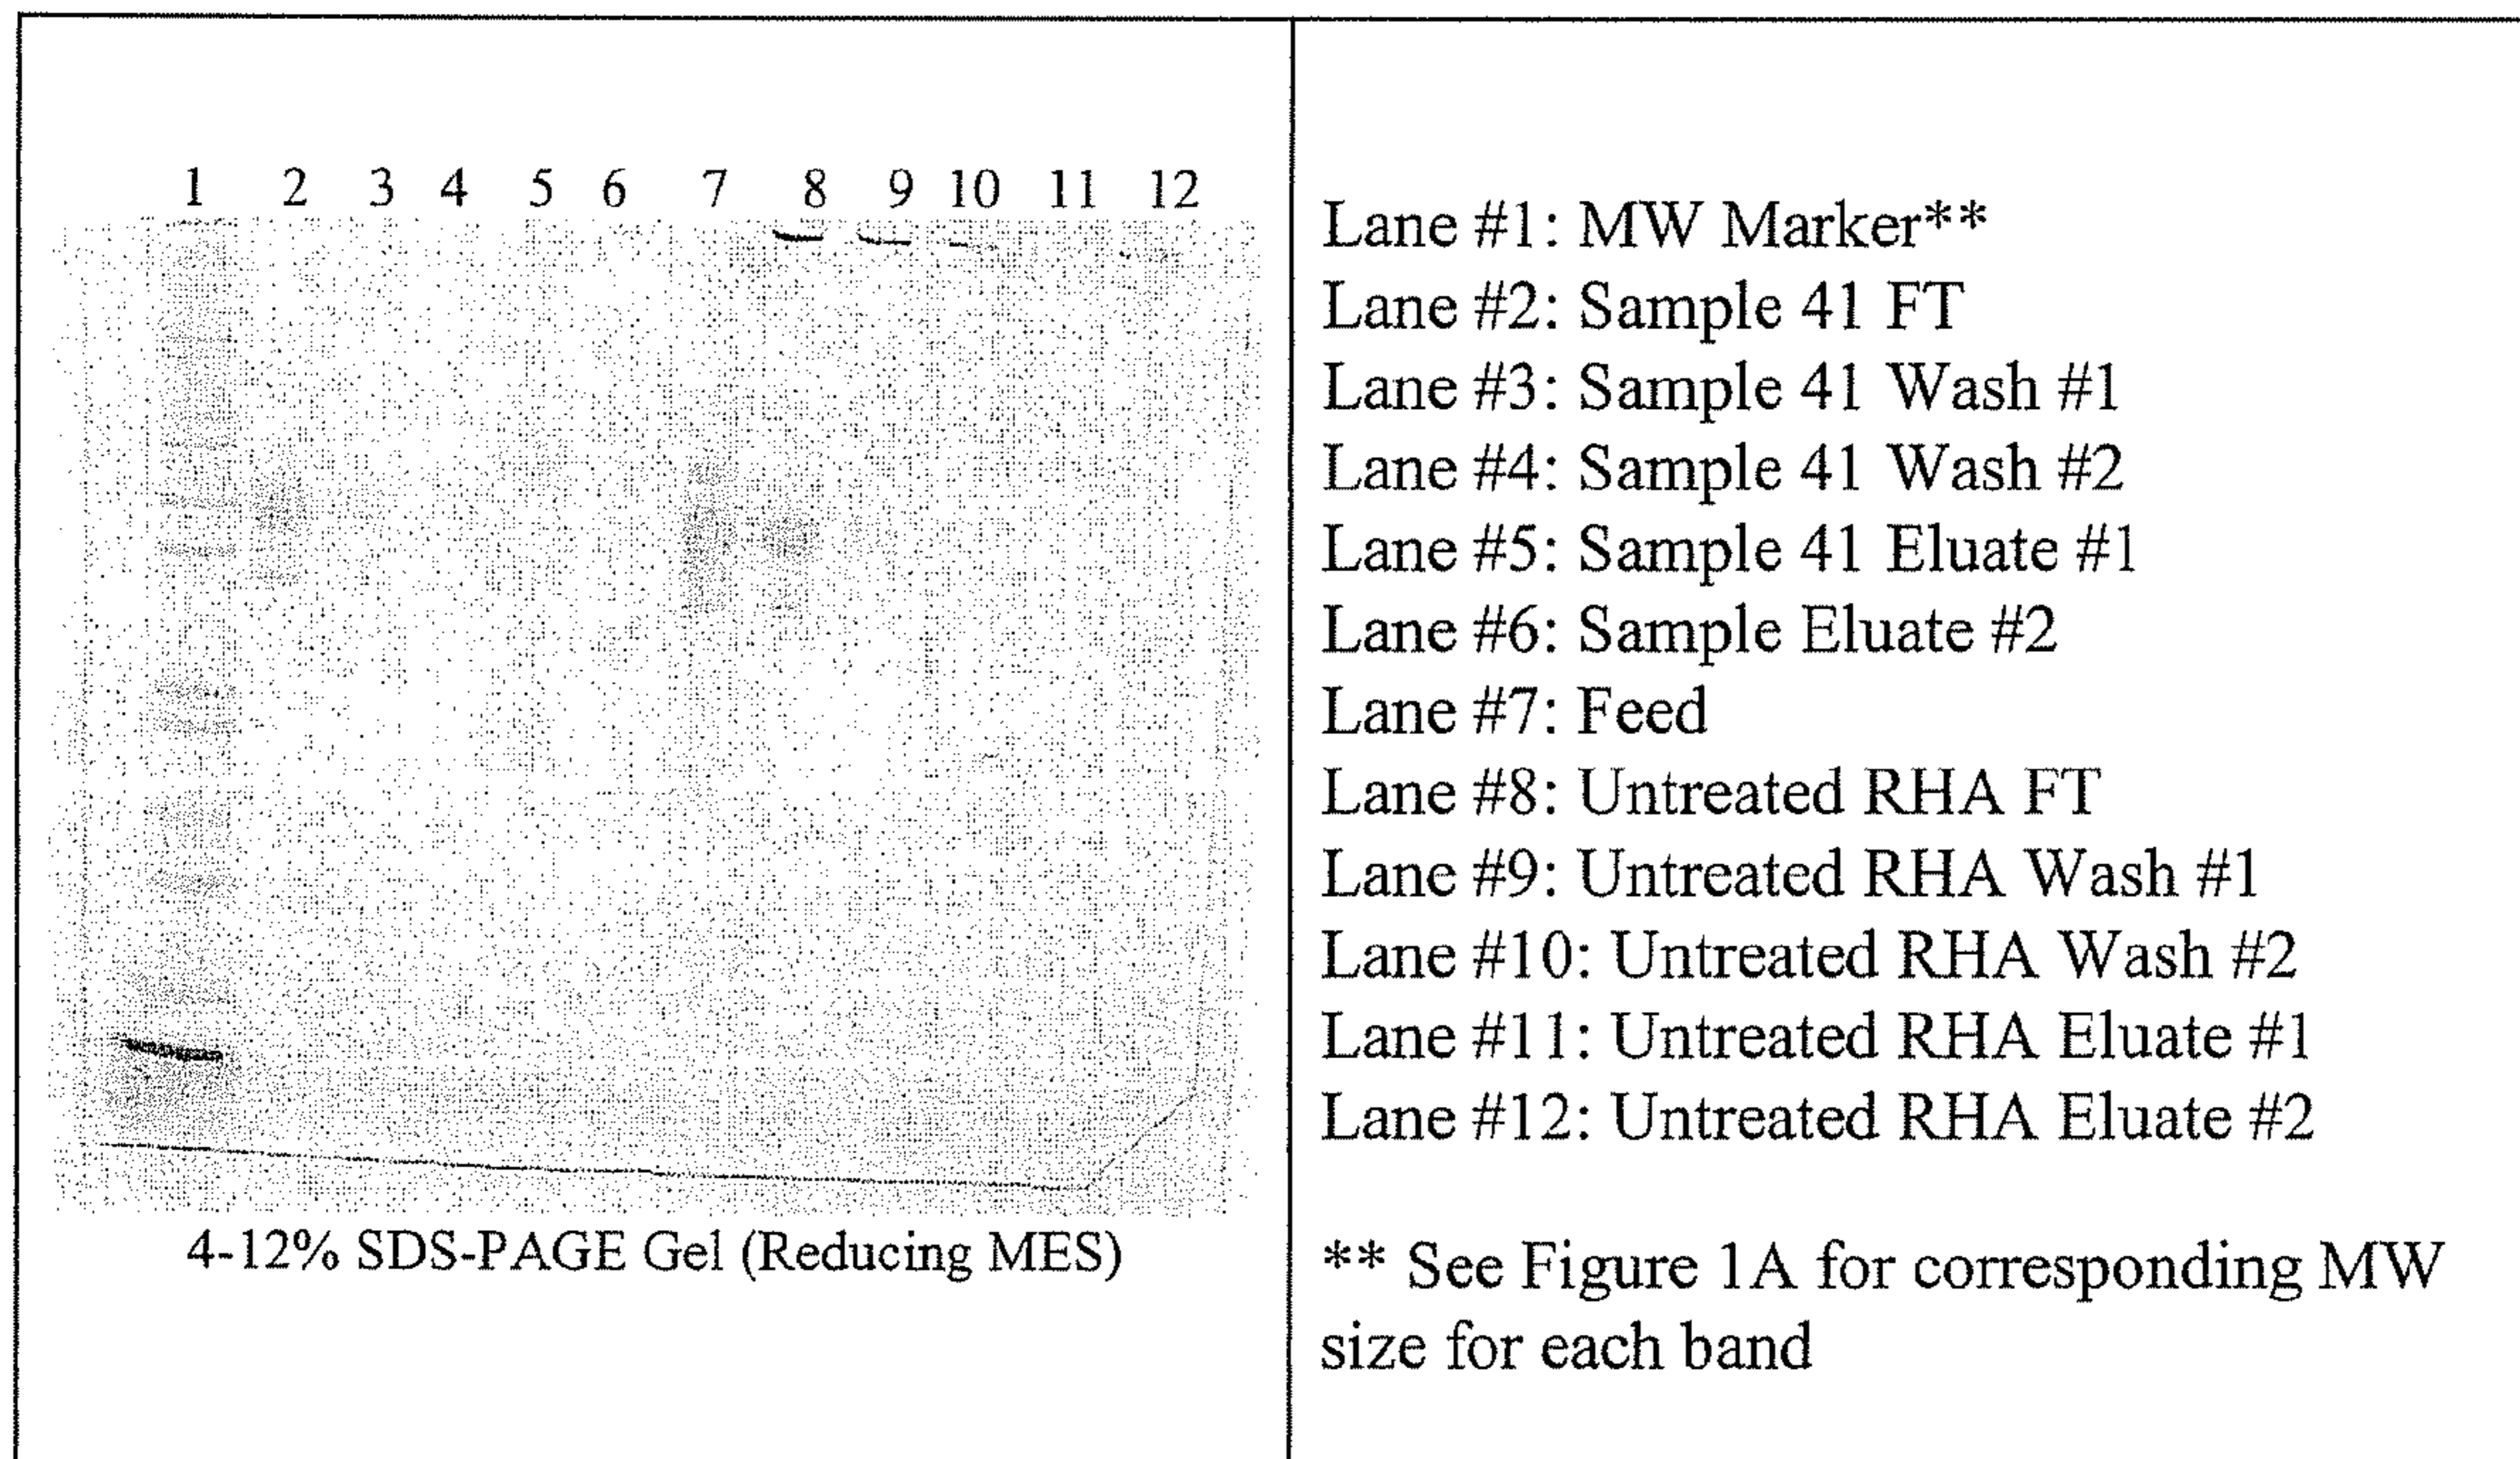 1 2 3 4 5 6 7 8 9 10 11 12
4-12% SDS-PAGE Gel (Reducing MES)
Lane #1: MW Marker**
Lane #2: Sample 41 FT
Lane #3: Sample 41 Wash #1
Lane #4: Sample 41 Wash #2
Lane #5: Sample 41 Eluate #1
Lane #6: Sample Eluate #2
Lane #7: Feed
Lane #8: Untreated RHA FT
Lane #9: Untreated RHA Wash #1
Lane #10: Untreated RHA Wash #2
Lane #11: Untreated RHA Eluate #1
Lane #12: Untreated RHA Eluate #2
** See Figure 1A for corresponding MW
size for each band